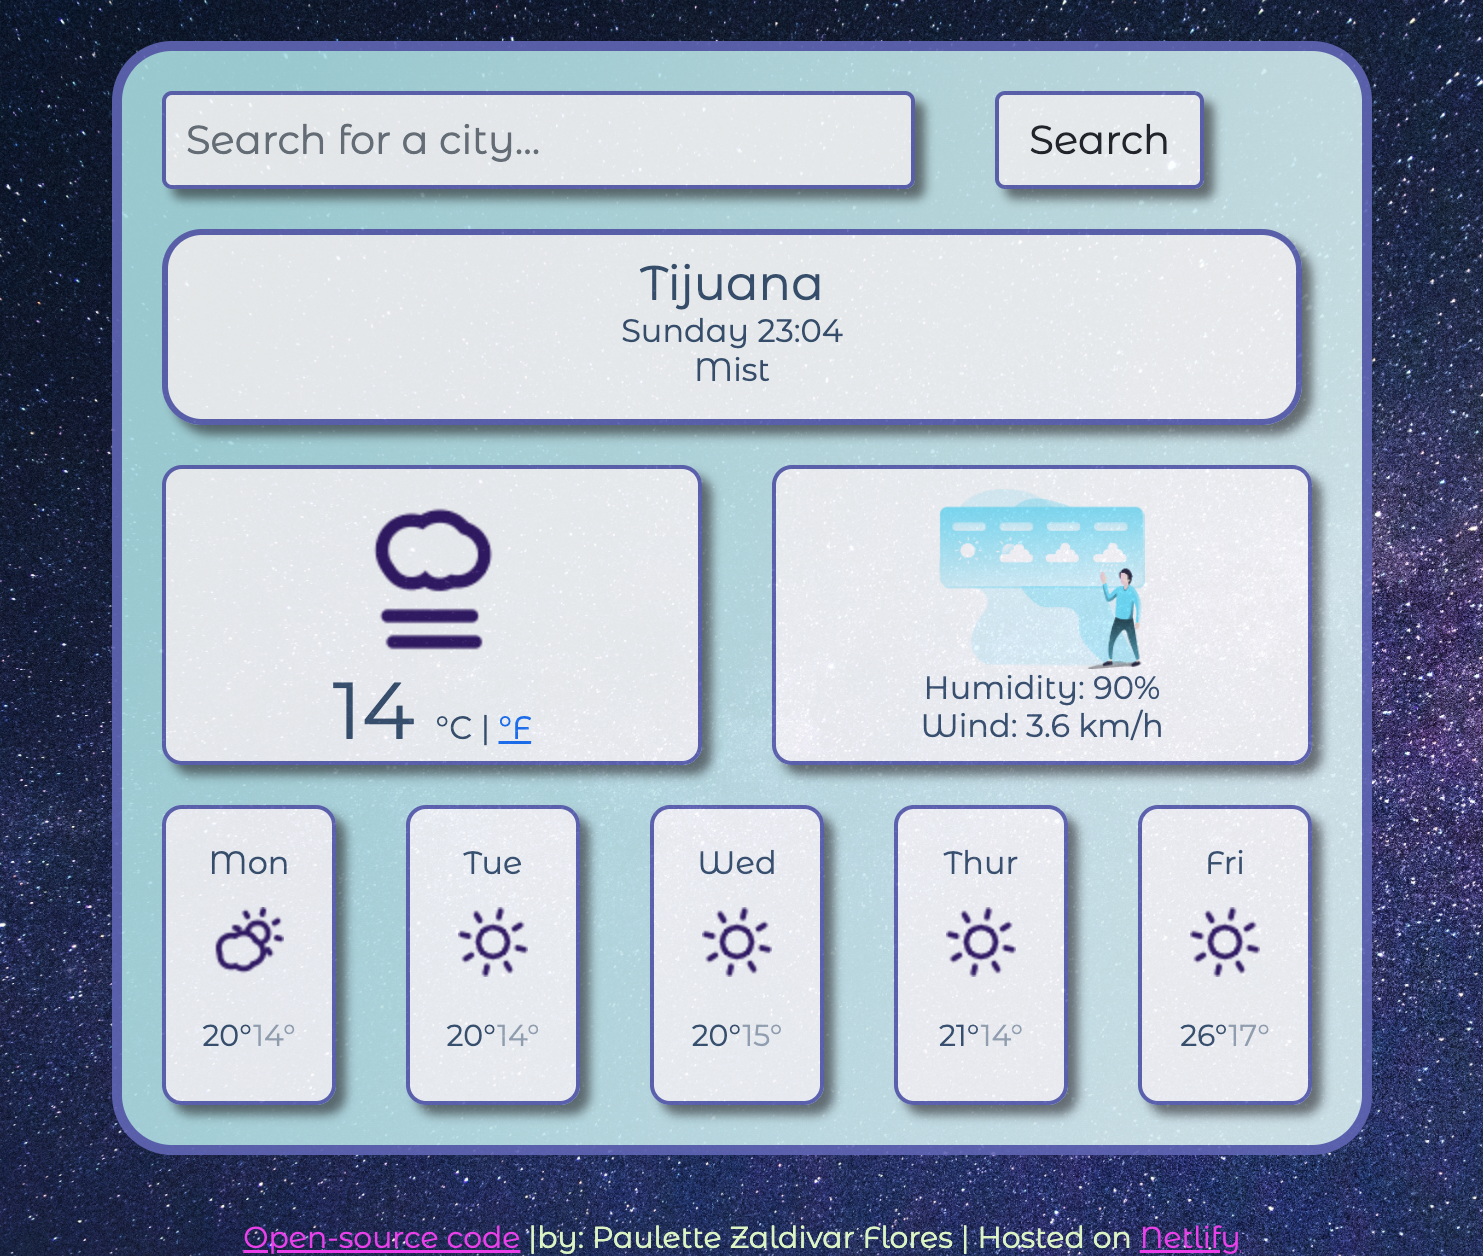 Search for a city...
Search
Tijuana
Sunday 23:04
Mist
14 °C | °F
Humidity: 90%
Wind: 3.6 km/h
Mon
20°14°
Tue
20°14°
Wed
20°15°
Thur
21°14°
Fri
26°17°
Open-source code |by: Paulette Zaldivar Flores | Hosted on Netlify